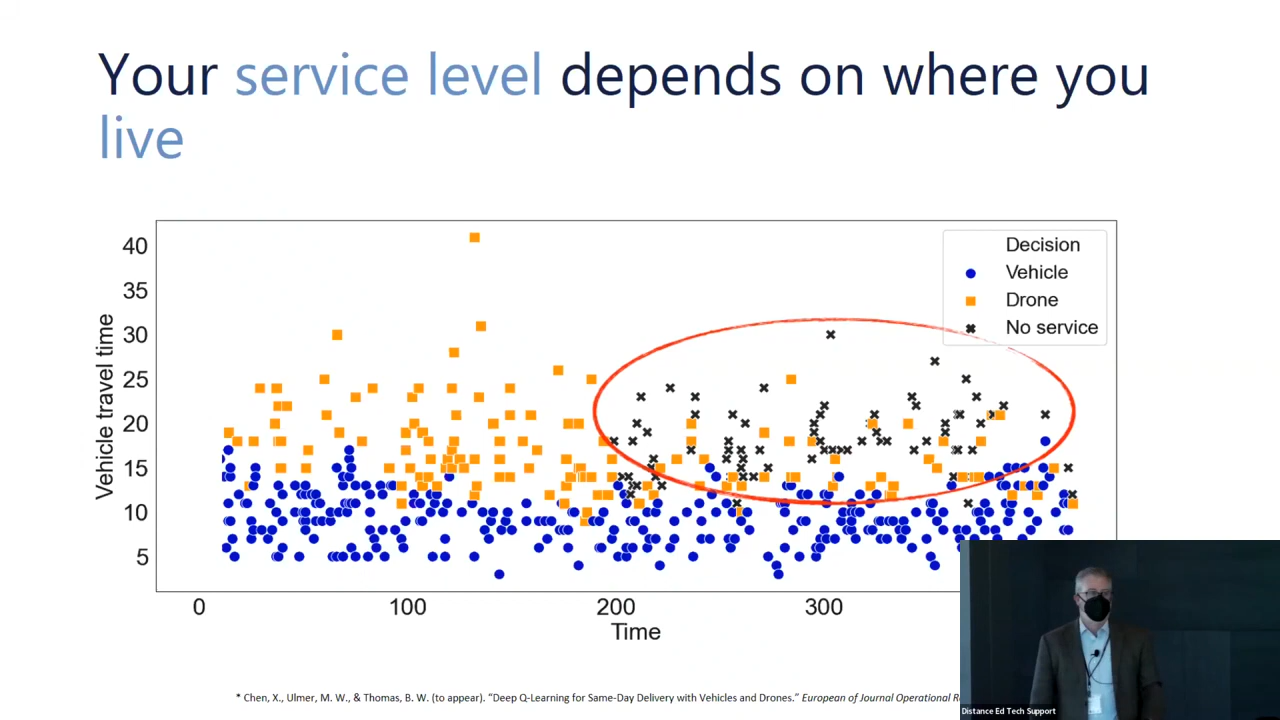 Your service level depends on where you
live
40
35
30
25
20
15
10
5
Vehicle travel time
Decision
Vehicle
Drone
No service
0
100
200
300
Time
* Chen, X., Ulmer, M. W., & Thomas, B. W. (to appear). “Deep Q-Learning for Same-Day Delivery with Vehicles and Drones.” European of Journal Operational
Distance Ed Tech Support